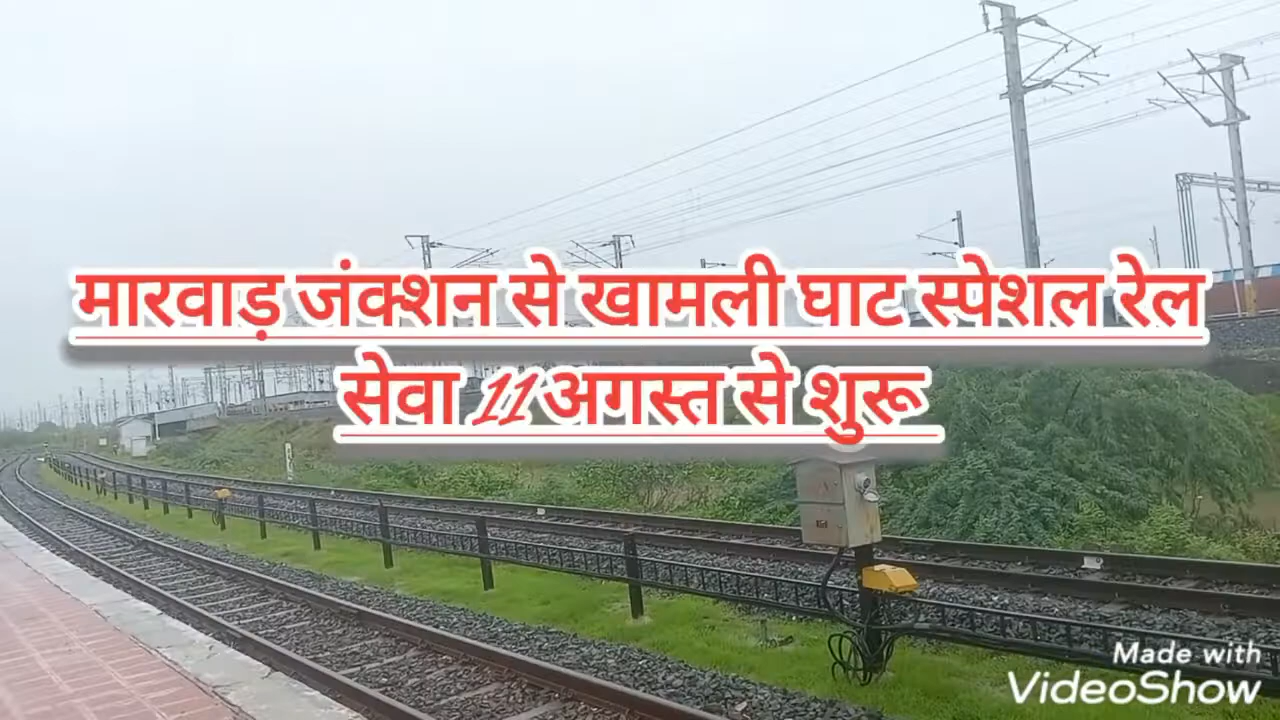 मारवाड़ जंक्शन से खामली घाट स्पेशल रेल
सेवा 11 अगस्त से शुरू
Made with
VideoShow